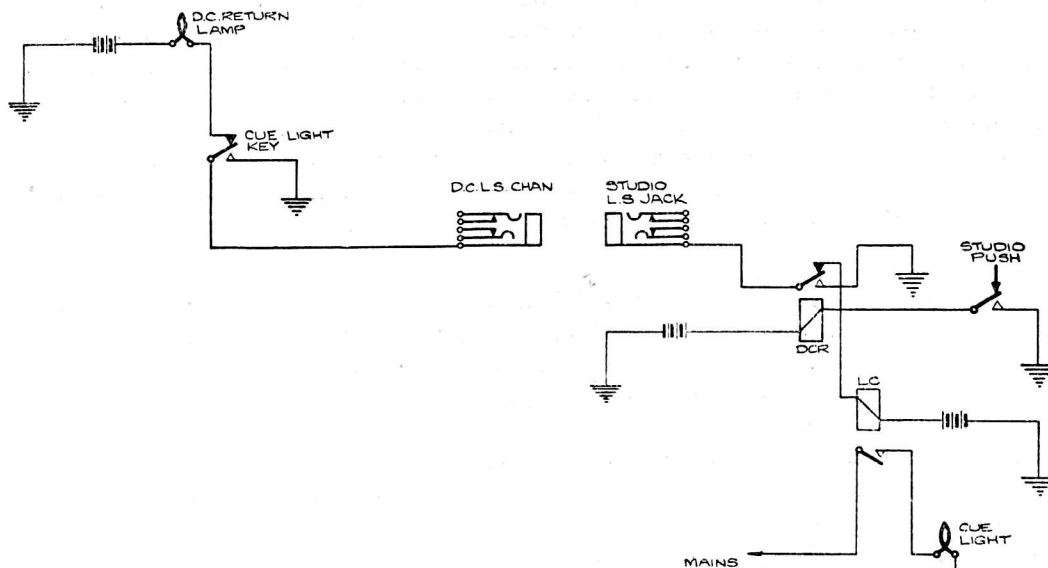 D.C. RETURN
LAMP
CUE LIGHT
KEY
D.C.L.S. CHAN
STUDIO
L.S JACK
STUDIO
PUSH
DCR
LC
CUE
LIGHT
MAINS